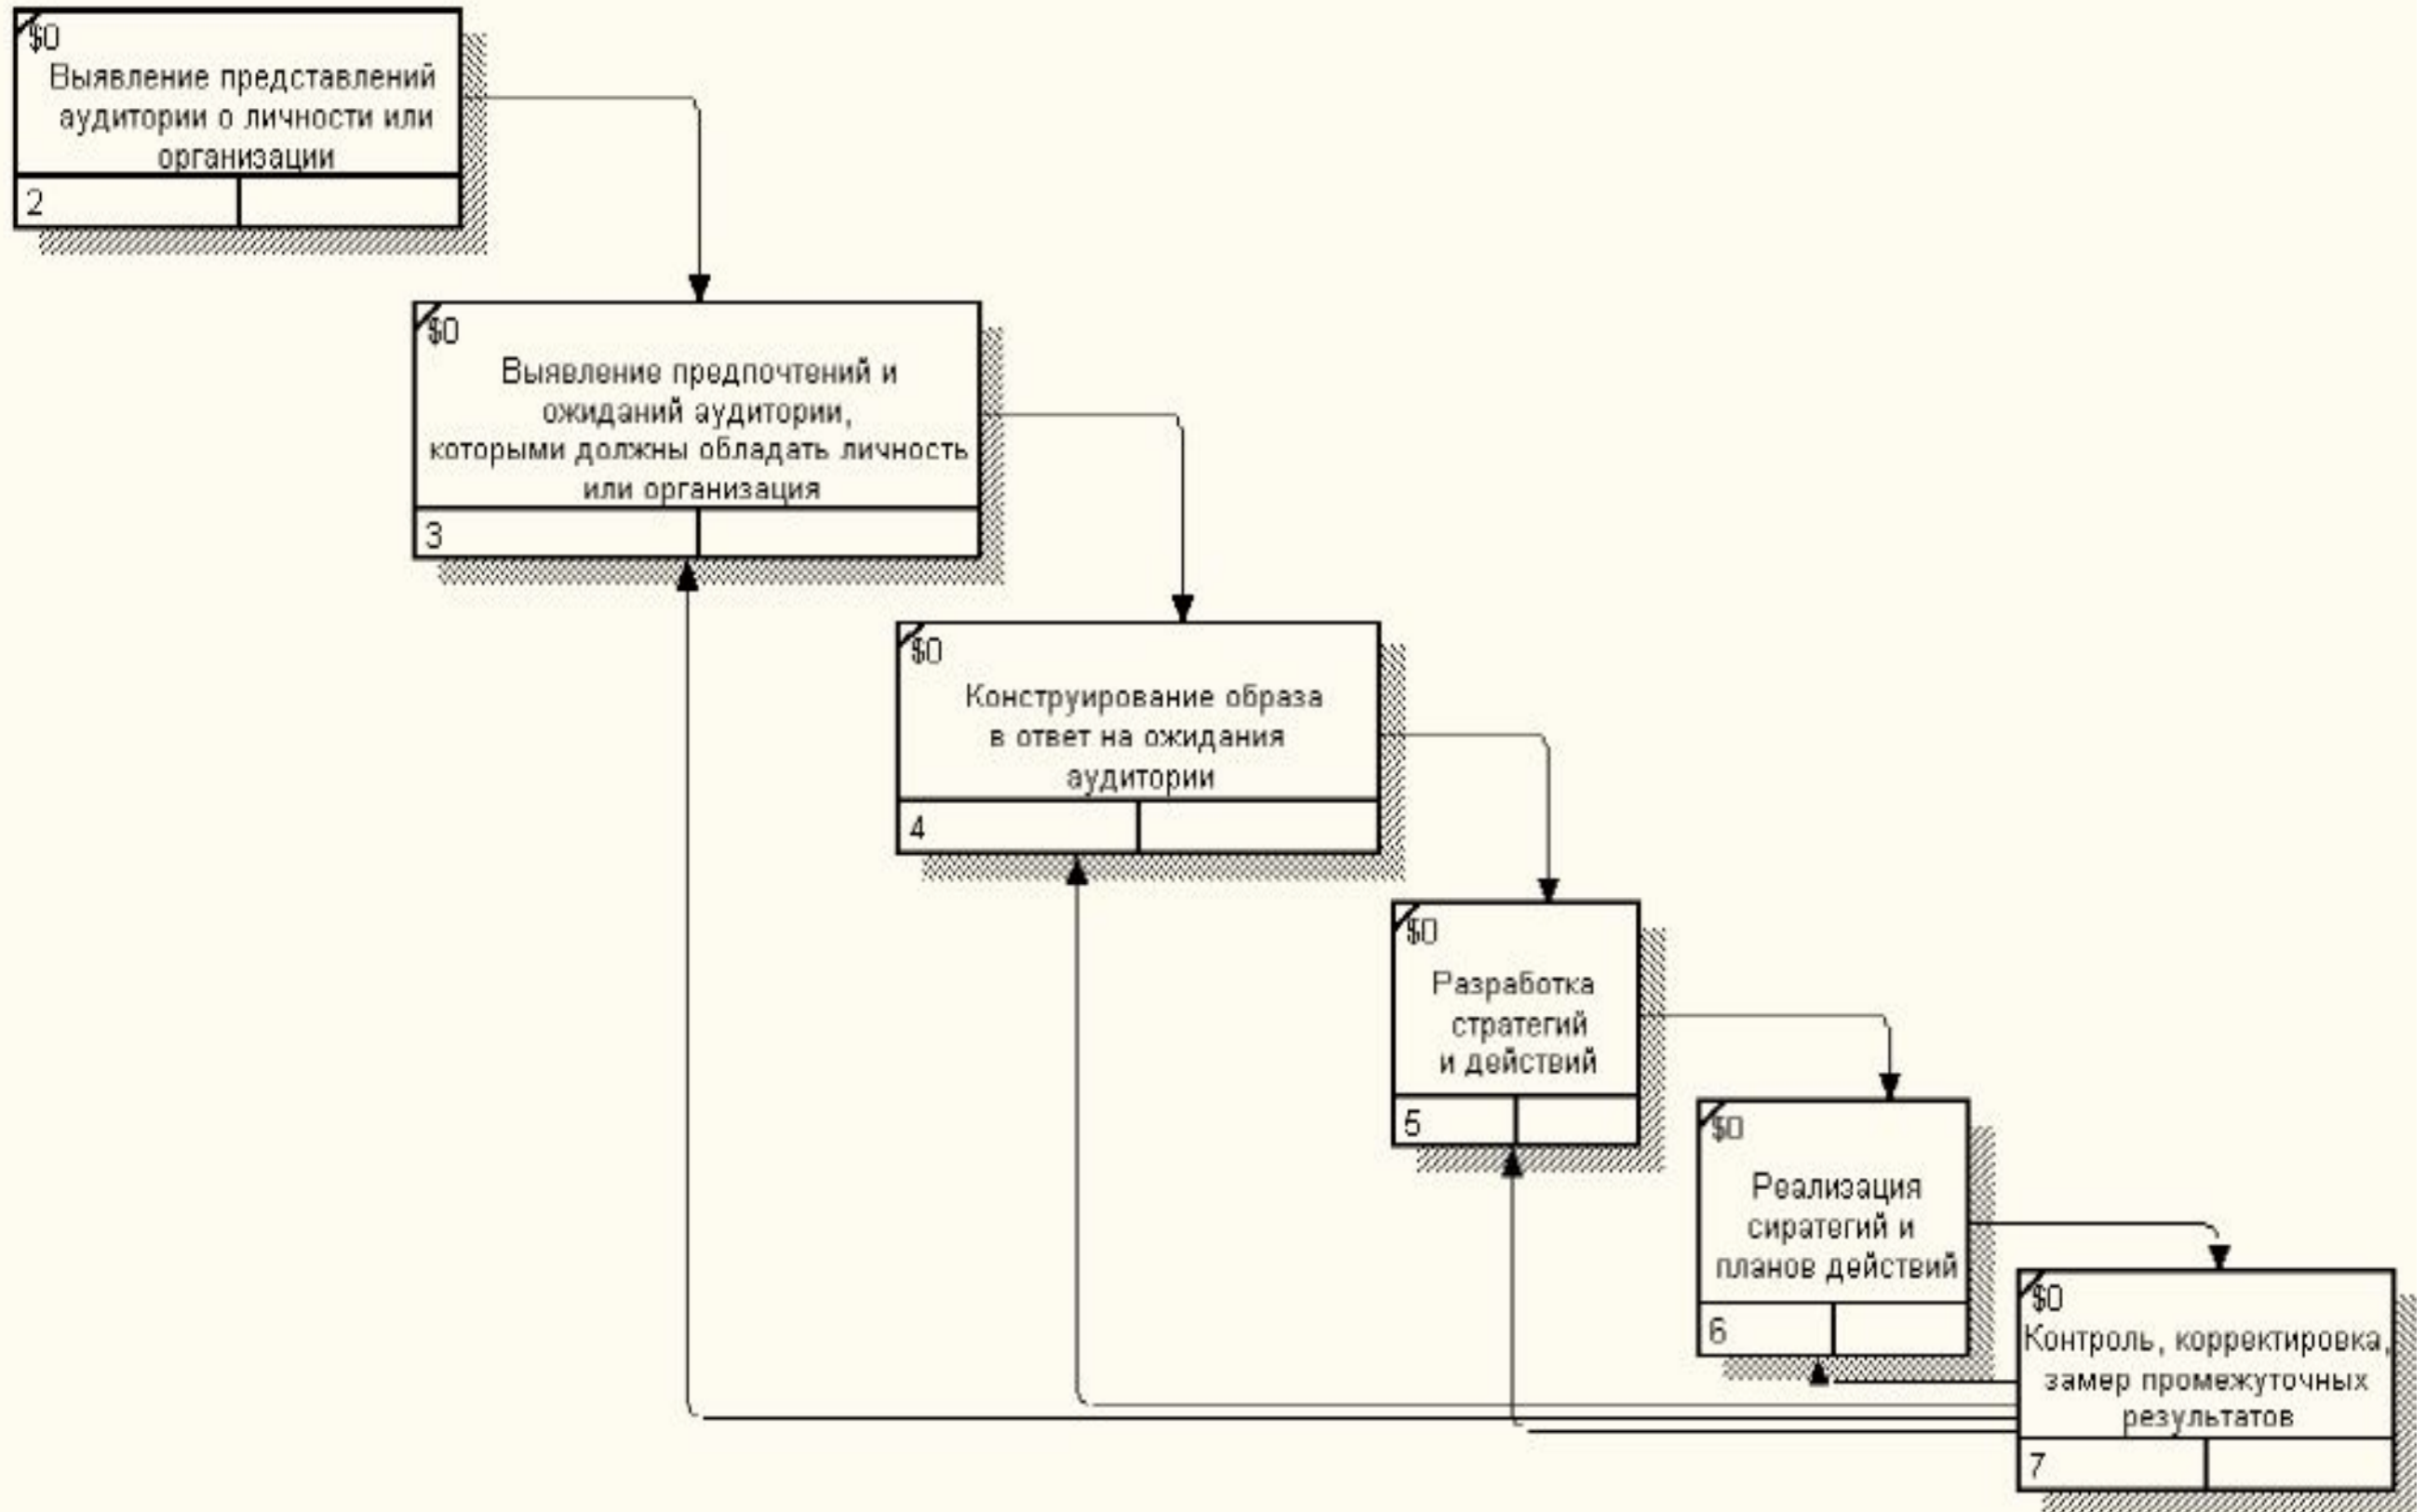 $0
Выявление представлений
аудитории о личности или
организации
2
$0
Выявление предпочтений и
ожиданий аудитории,
которыми должны обладать личность
или организация
3
$0
Конструирование образа
в ответ на ожидания
аудитории
4
$0
Разработка
стратегий
и действий
5
$0
Реализация
сиратегий и
планов действий
6
$0
Контроль, корректировка,
замер промежуточных
результатов
7